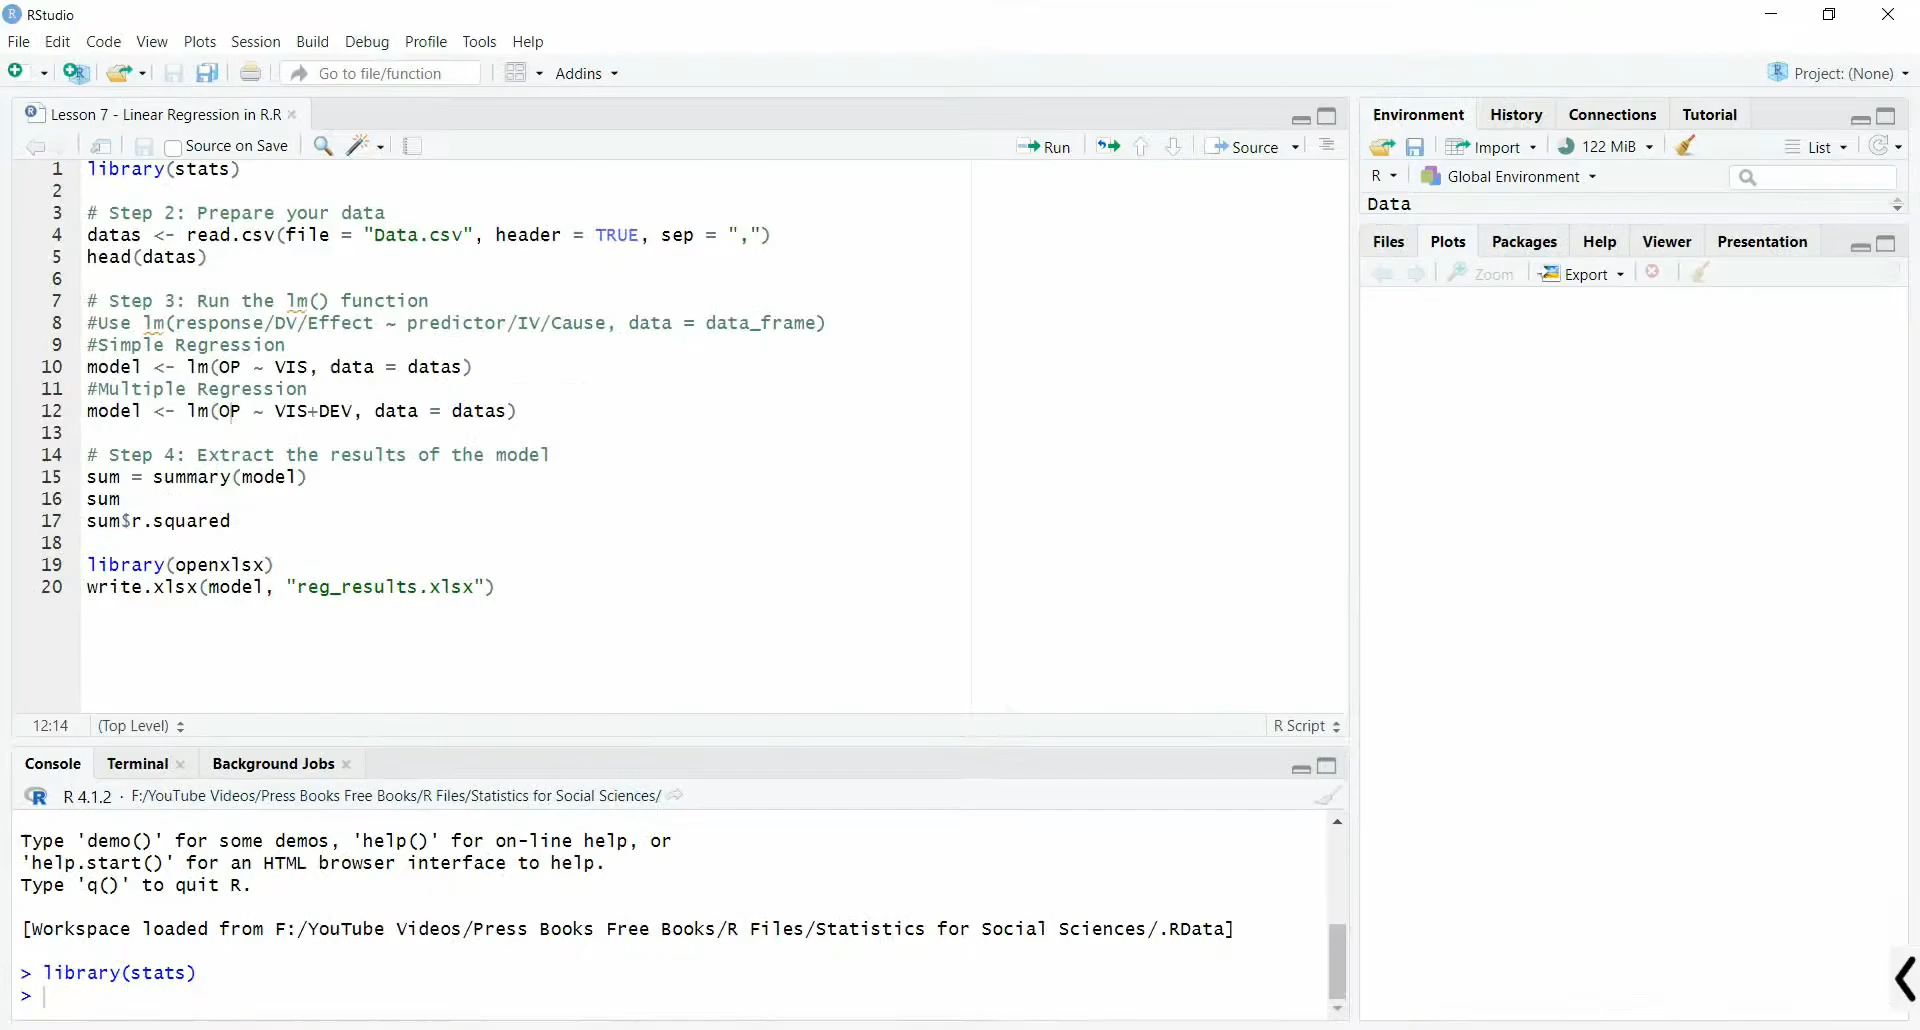 RStudio
File Edit Code View Plots Session Build Debug Profile Tools Help
Go to file/function Addins Project: (None)
Lesson 7 - Linear Regression in R.R
Source on Save Run Source
1 library(stats)
2
3 # Step 2: Prepare your data
4 datas <- read.csv(file = "Data.csv", header = TRUE, sep = ",")
5 head(datas)
6
7 # Step 3: Run the lm() function
8 #Use lm(response/DV/Effect ~ predictor/IV/Cause, data = data_frame)
9 #Simple Regression
10 model <- lm(OP ~ VIS, data = datas)
11 #Multiple Regression
12 model <- lm(OP ~ VIS+DEV, data = datas)
13
14 # Step 4: Extract the results of the model
15 sum = summary(model)
16 sum
17 sum$r.squared
18
19 library(openxlsx)
20 write.xlsx(model, "reg_results.xlsx")
12:14 (Top Level) R Script
Console Terminal Background Jobs
R 4.1.2 · F:/YouTube Videos/Press Books Free Books/R Files/Statistics for Social Sciences/
Type 'demo()' for some demos, 'help()' for on-line help, or
'help.start()' for an HTML browser interface to help.
Type 'q()' to quit R.
[Workspace loaded from F:/YouTube Videos/Press Books Free Books/R Files/Statistics for Social Sciences/.RData]
> library(stats)
>
Environment History Connections Tutorial
Import 122 MiB List
R Global Environment
Data
Files Plots Packages Help Viewer Presentation
Zoom Export